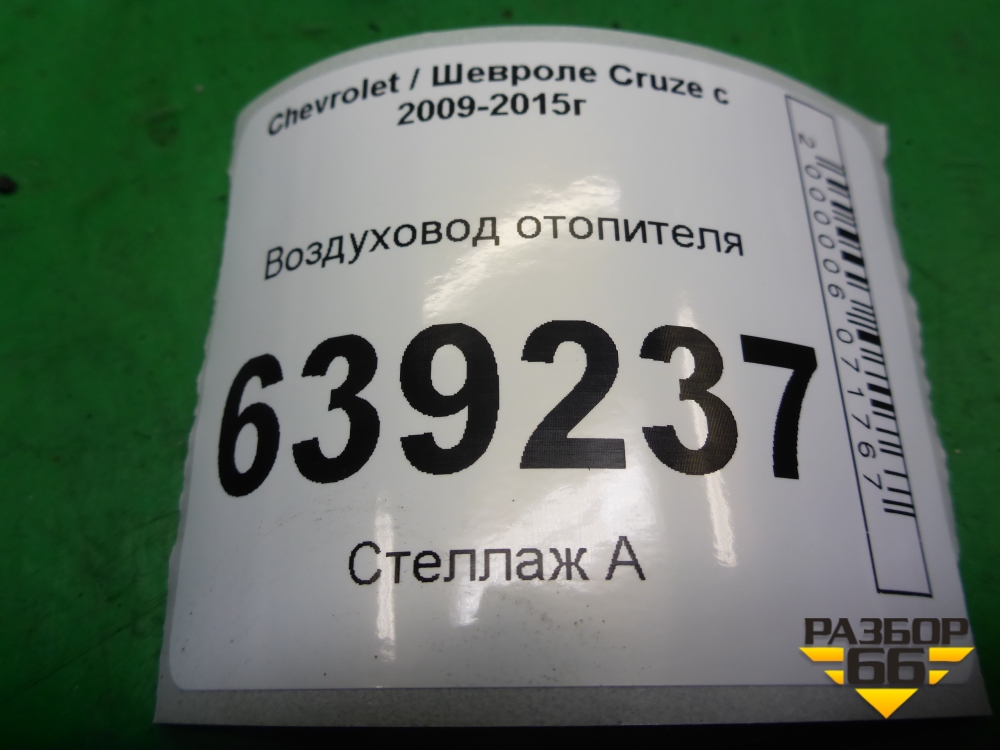 Chevrolet / Шевроле Cruze с
2009-2015г
Воздуховод отопителя
639237
Стеллаж А
2000006071767
РАЗБОР
66